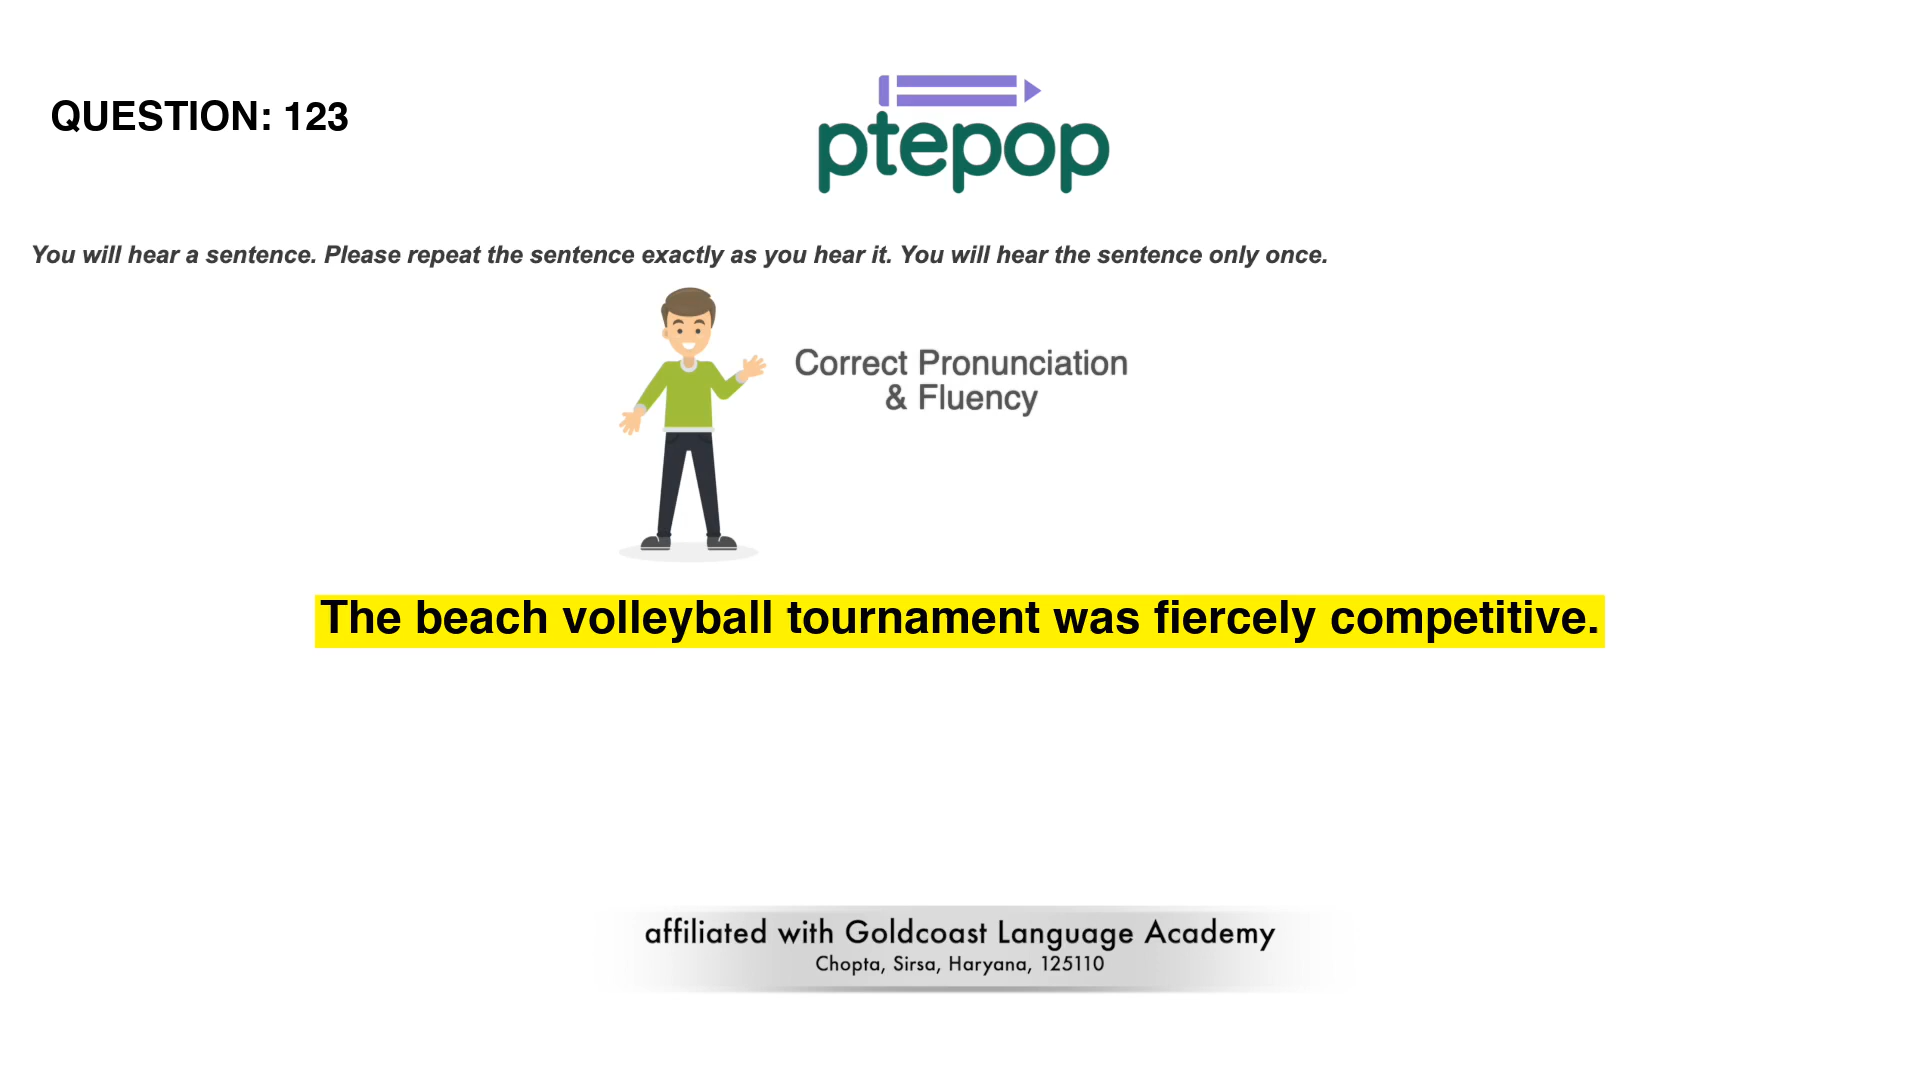 QUESTION: 123
ptepop
You will hear a sentence. Please repeat the sentence exactly as you hear it. You will hear the sentence only once.
Correct Pronunciation
& Fluency
The beach volleyball tournament was fiercely competitive.
affiliated with Goldcoast Language Academy
Chopta, Sirsa, Haryana, 125110